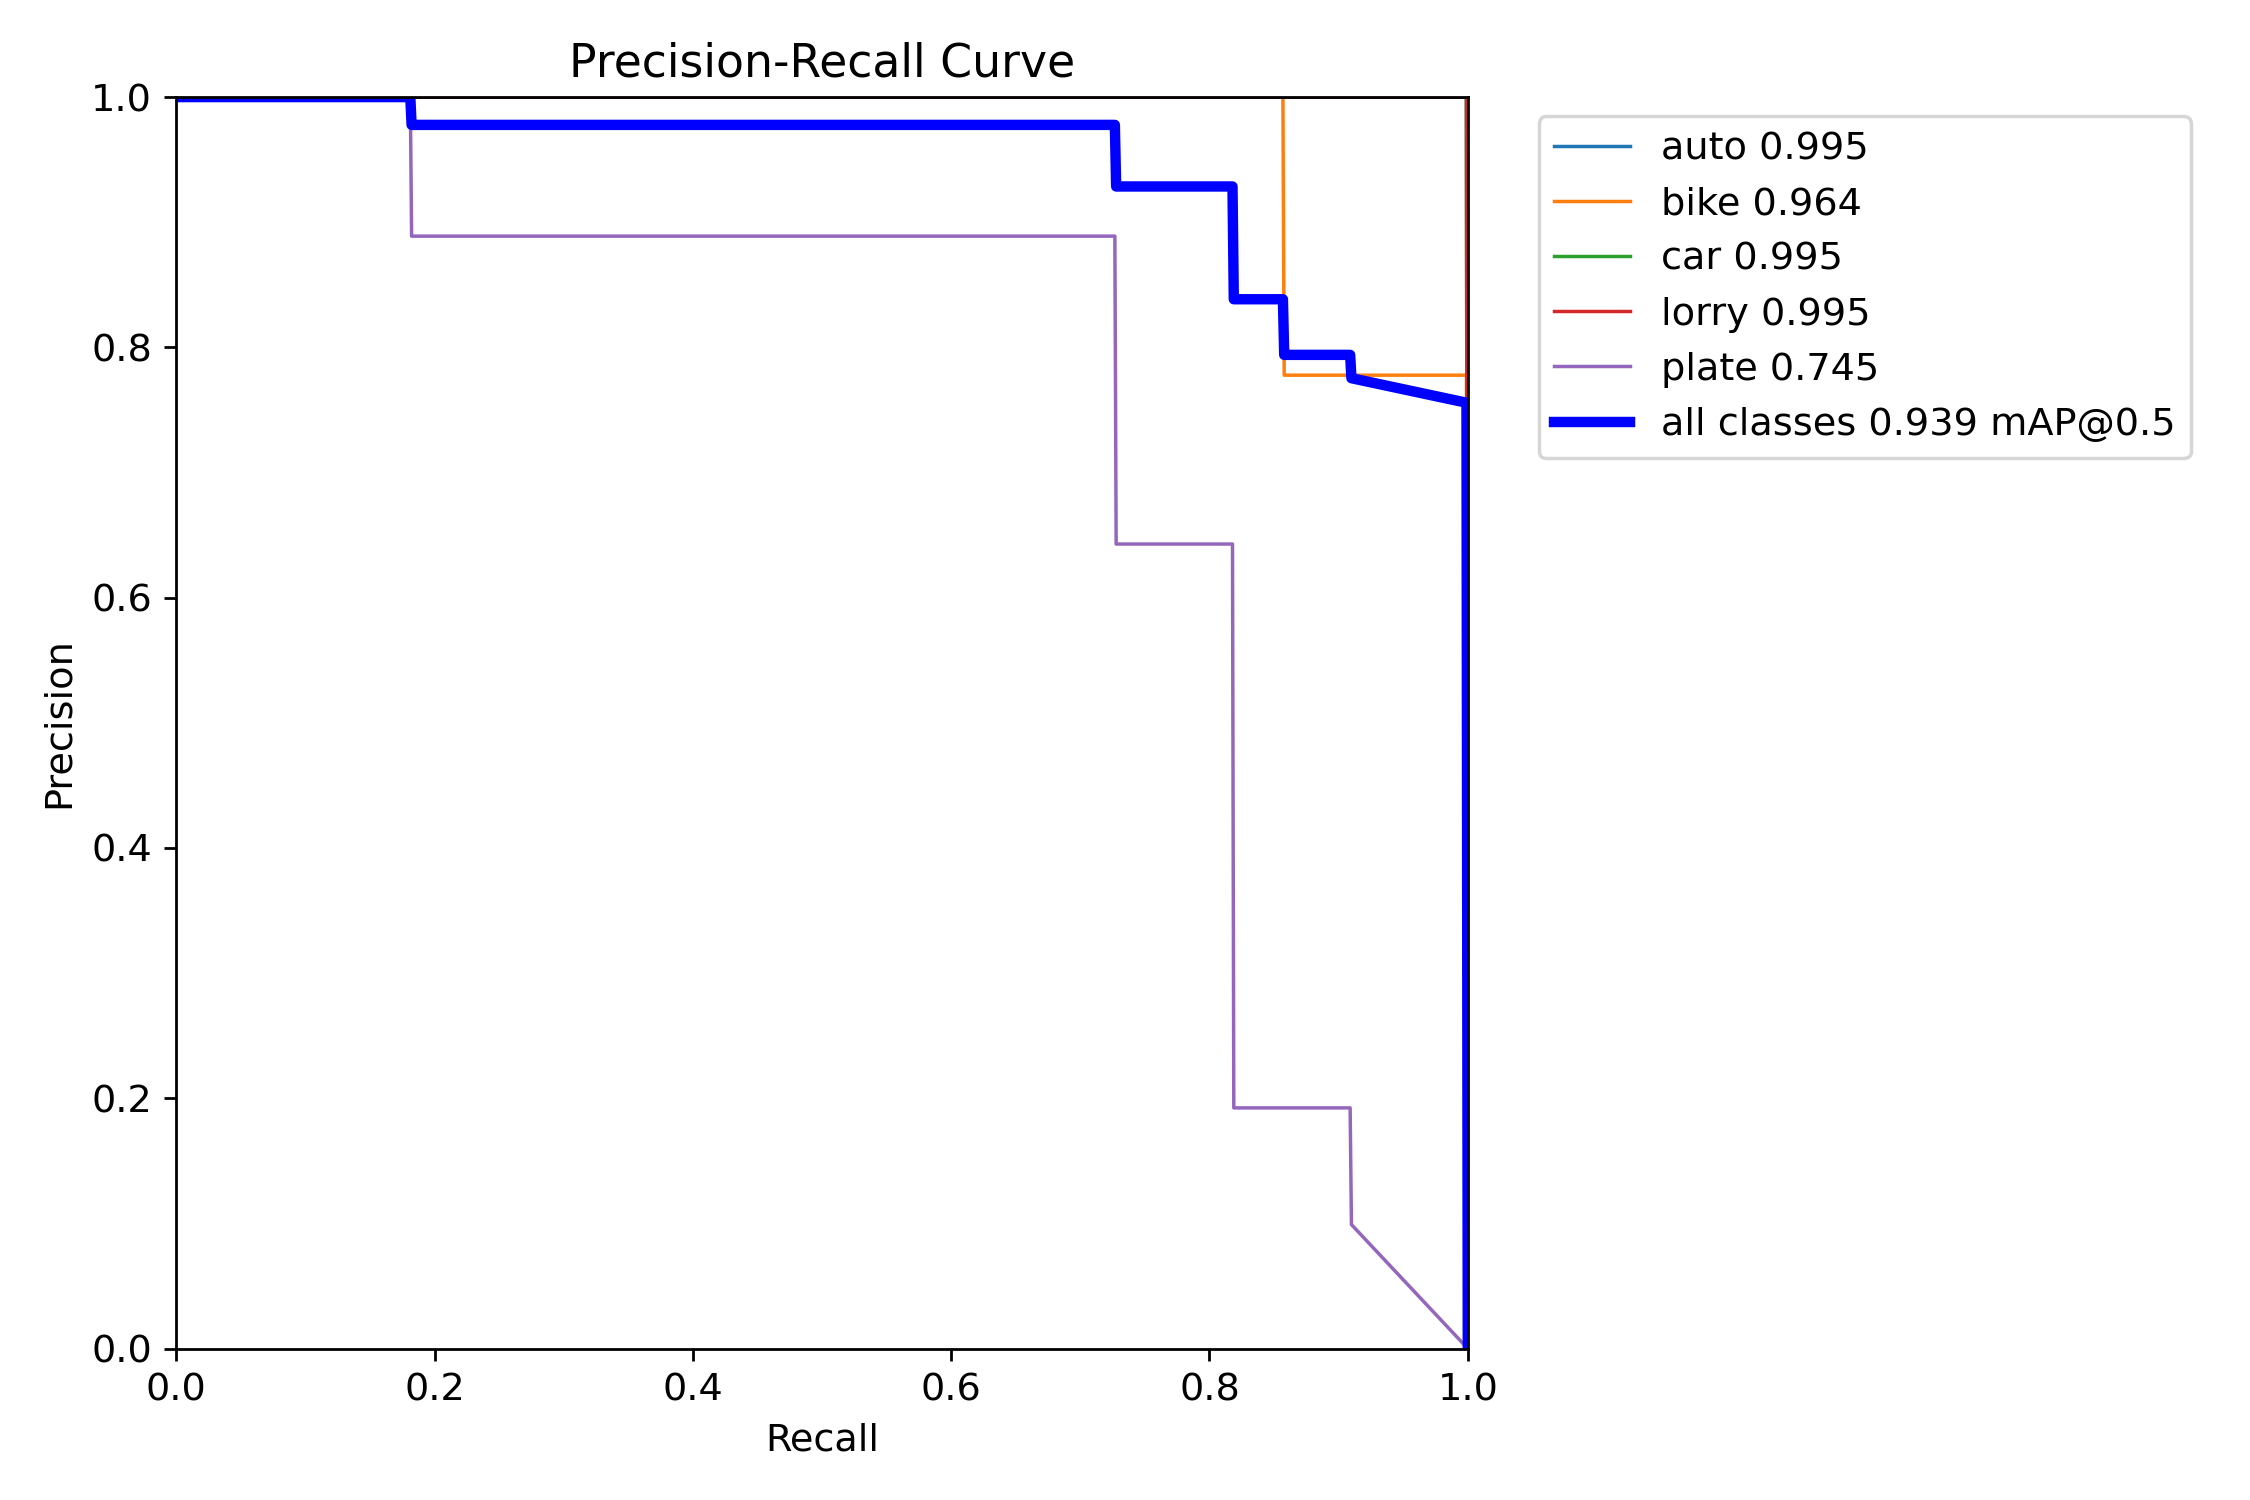 Precision-Recall Curve
1.0
0.8
0.6
0.4
0.2
0.0
Precision
0.0 0.2 0.4 0.6 0.8 1.0
Recall
auto 0.995
bike 0.964
car 0.995
lorry 0.995
plate 0.745
all classes 0.939 mAP@0.5